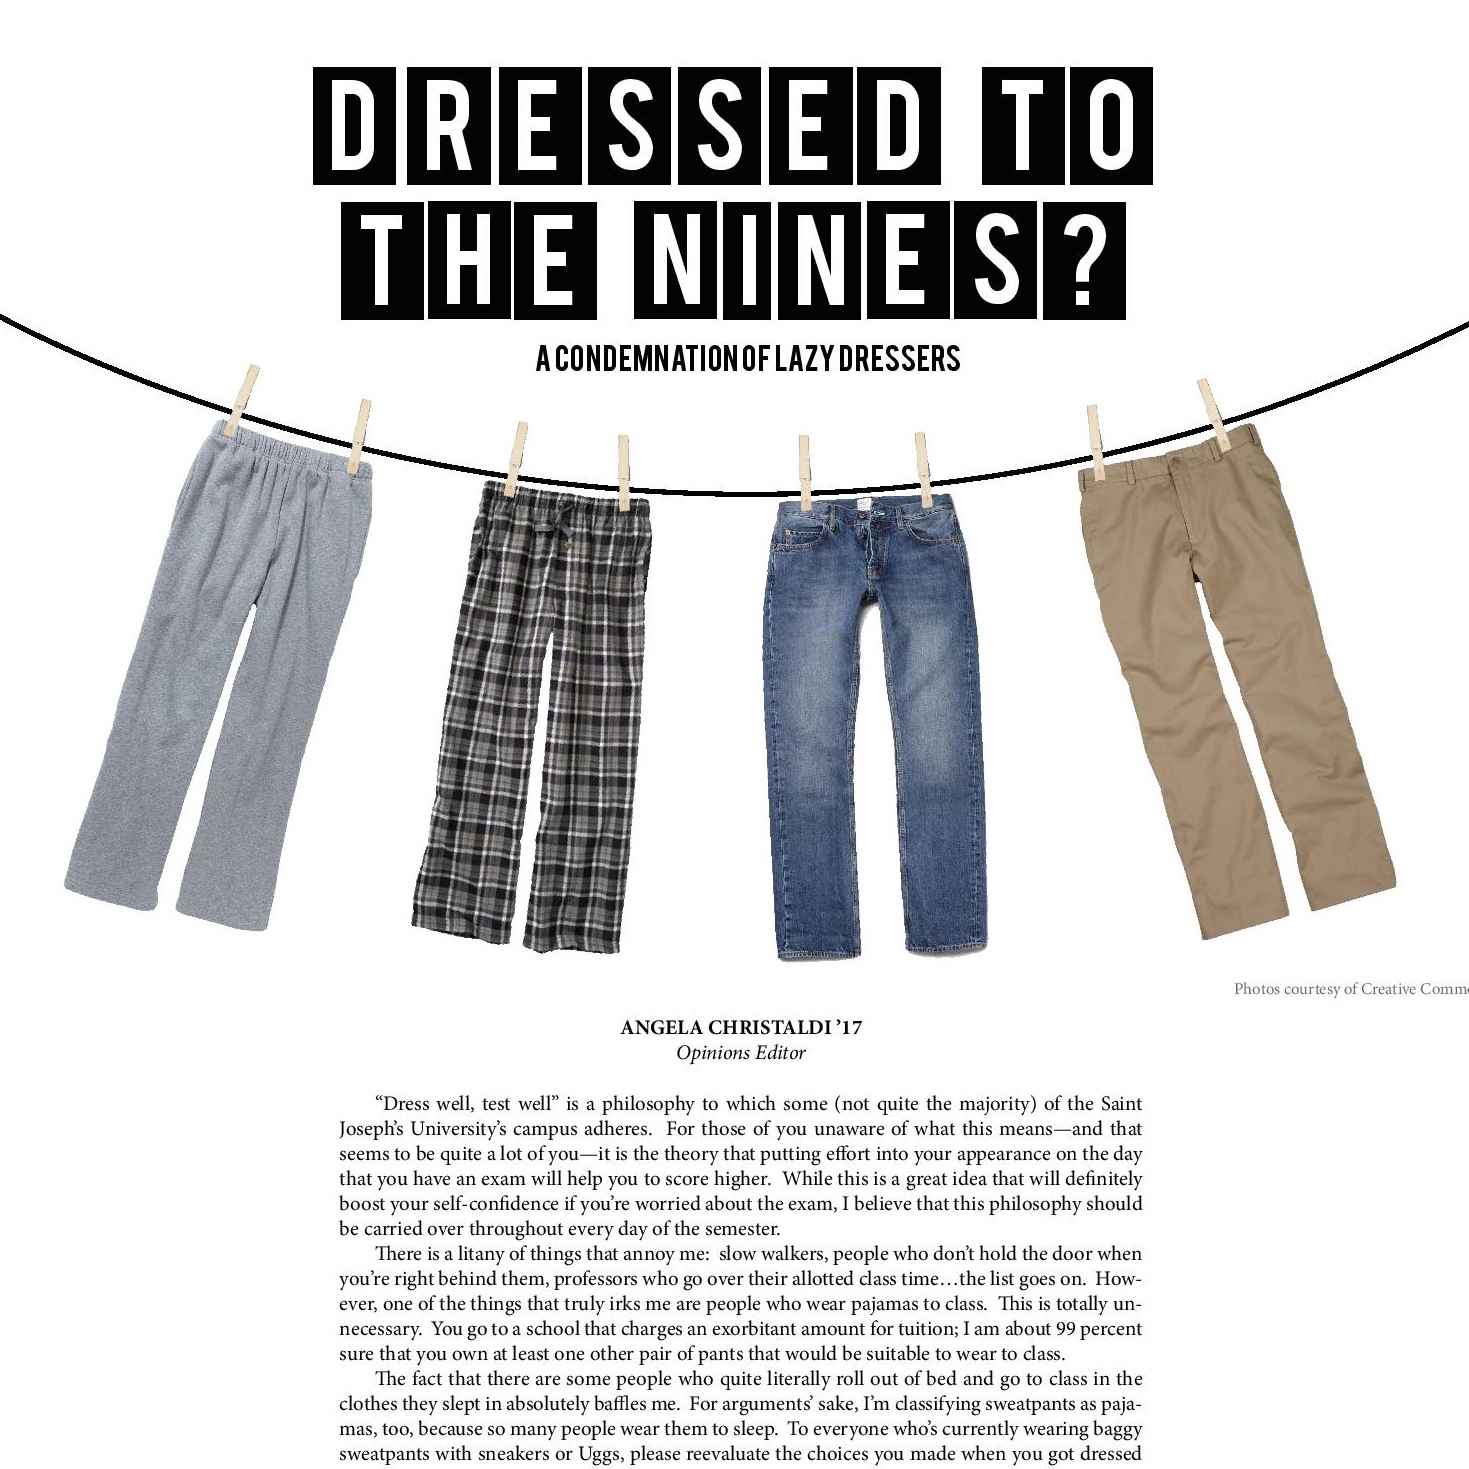 DRESSED TO
THE NINES?
A CONDEMNATION OF LAZY DRESSERS
Photos courtesy of Creative
ANGELA CHRISTALDI ’17
Opinions Editor
“Dress well, test well” is a philosophy to which some (not quite the majority) of the Saint
Joseph’s University’s campus adheres. For those of you unaware of what this means—and that
seems to be quite a lot of you—it is the theory that putting effort into your appearance on the day
that you have an exam will help you to score higher. While this is a great idea that will definitely
boost your self-confidence if you’re worried about the exam, I believe that this philosophy should
be carried over throughout every day of the semester.
There is a litany of things that annoy me: slow walkers, people who don’t hold the door when
you’re right behind them, professors who go over their allotted class time…the list goes on. How-
ever, one of the things that truly irks me are people who wear pajamas to class. This is totally un-
necessary. You go to a school that charges an exorbitant amount for tuition; I am about 99 percent
sure that you own at least one other pair of pants that would be suitable to wear to class.
The fact that there are some people who quite literally roll out of bed and go to class in the
clothes they slept in absolutely baffles me. For arguments’ sake, I’m classifying sweatpants as paja-
mas, too, because so many people wear them to sleep. To everyone who’s currently wearing baggy
sweatpants with sneakers or Uggs, please reevaluate the choices you made when you got dressed